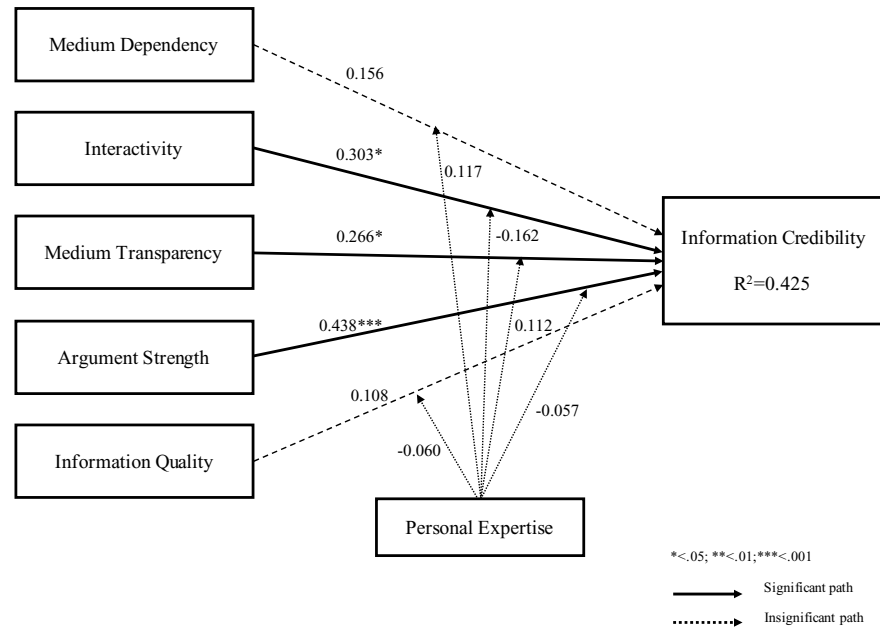 Medium Dependency
0.156
Interactivity
0.303*
0.117
Medium Transparency
0.266*
-0.162
Information Credibility
R²=0.425
Argument Strength
0.438***
0.112
0.108
-0.057
Information Quality
-0.060
Personal Expertise
*<.05; **<.01;***<.001
Significant path
Insignificant path